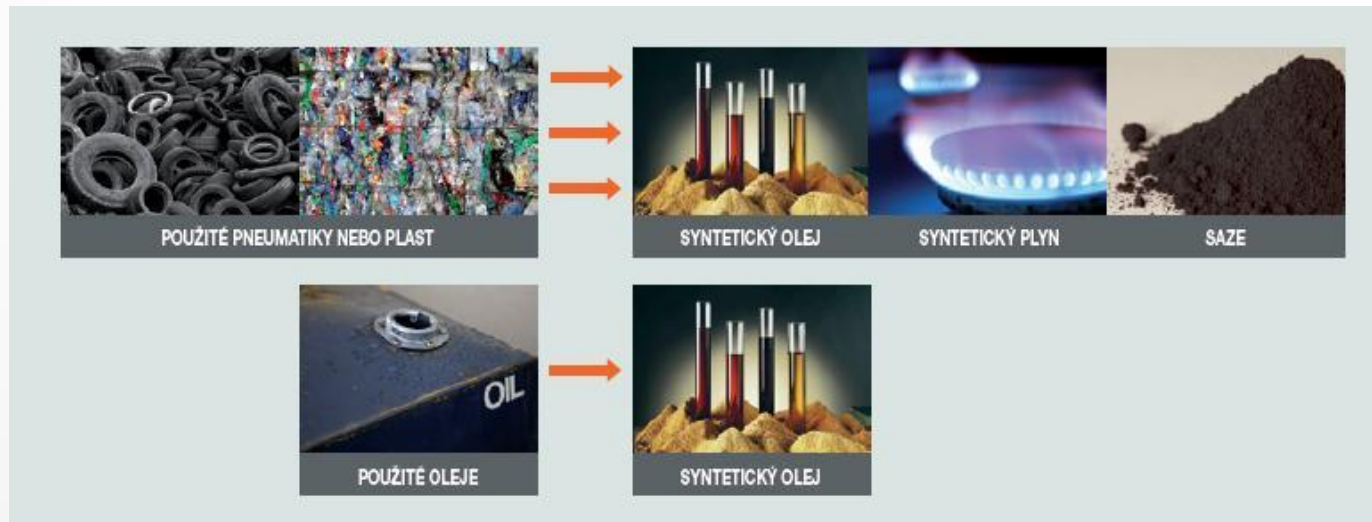 POUŽITÉ PNEUMATIKY NEBO PLAST
SYNTETICKÝ OLEJ
SYNTETICKÝ PLYN
SAZE
OIL
POUŽITÉ OLEJE
SYNTETICKÝ OLEJ